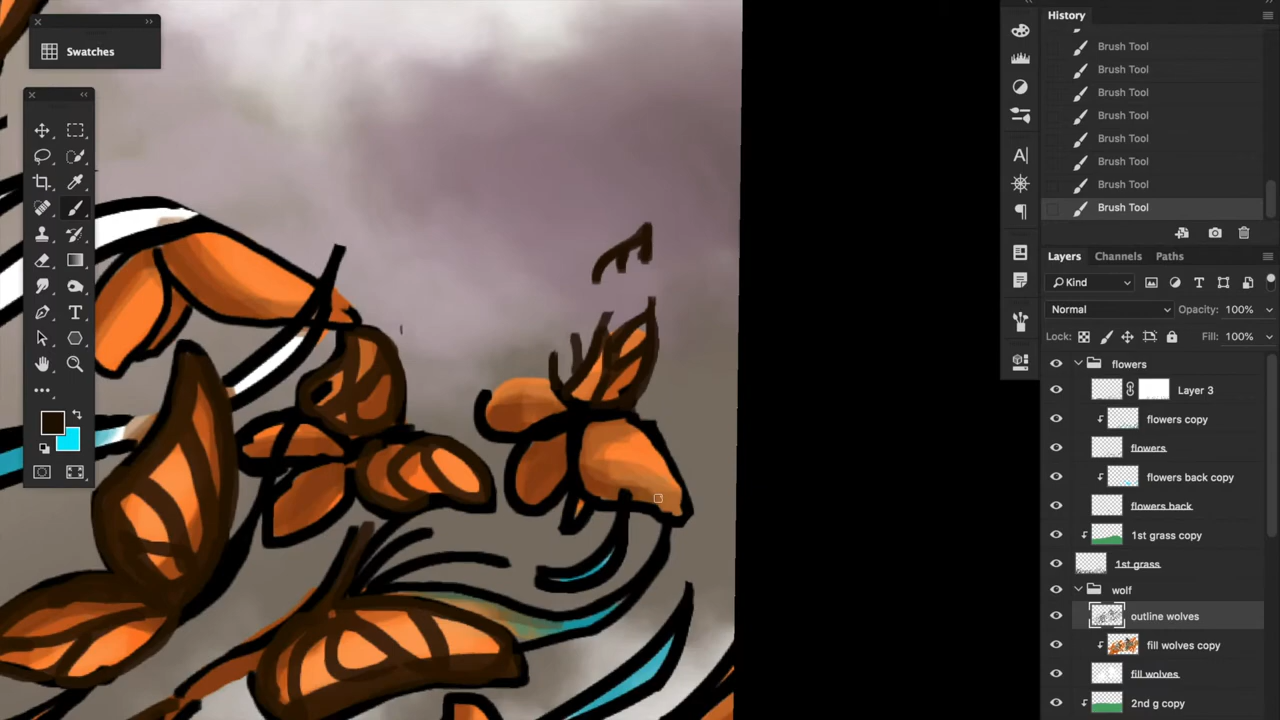 Swatches
History
Brush Tool
Brush Tool
Brush Tool
Brush Tool
Brush Tool
Brush Tool
Brush Tool
Brush Tool
Layers Channels Paths
Kind
Normal Opacity: 100%
Lock: Fill: 100%
flowers
Layer 3
flowers copy
flowers
flowers back copy
flowers back
1st grass copy
1st grass
wolf
outline wolves
fill wolves copy
fill wolves
2nd g copy